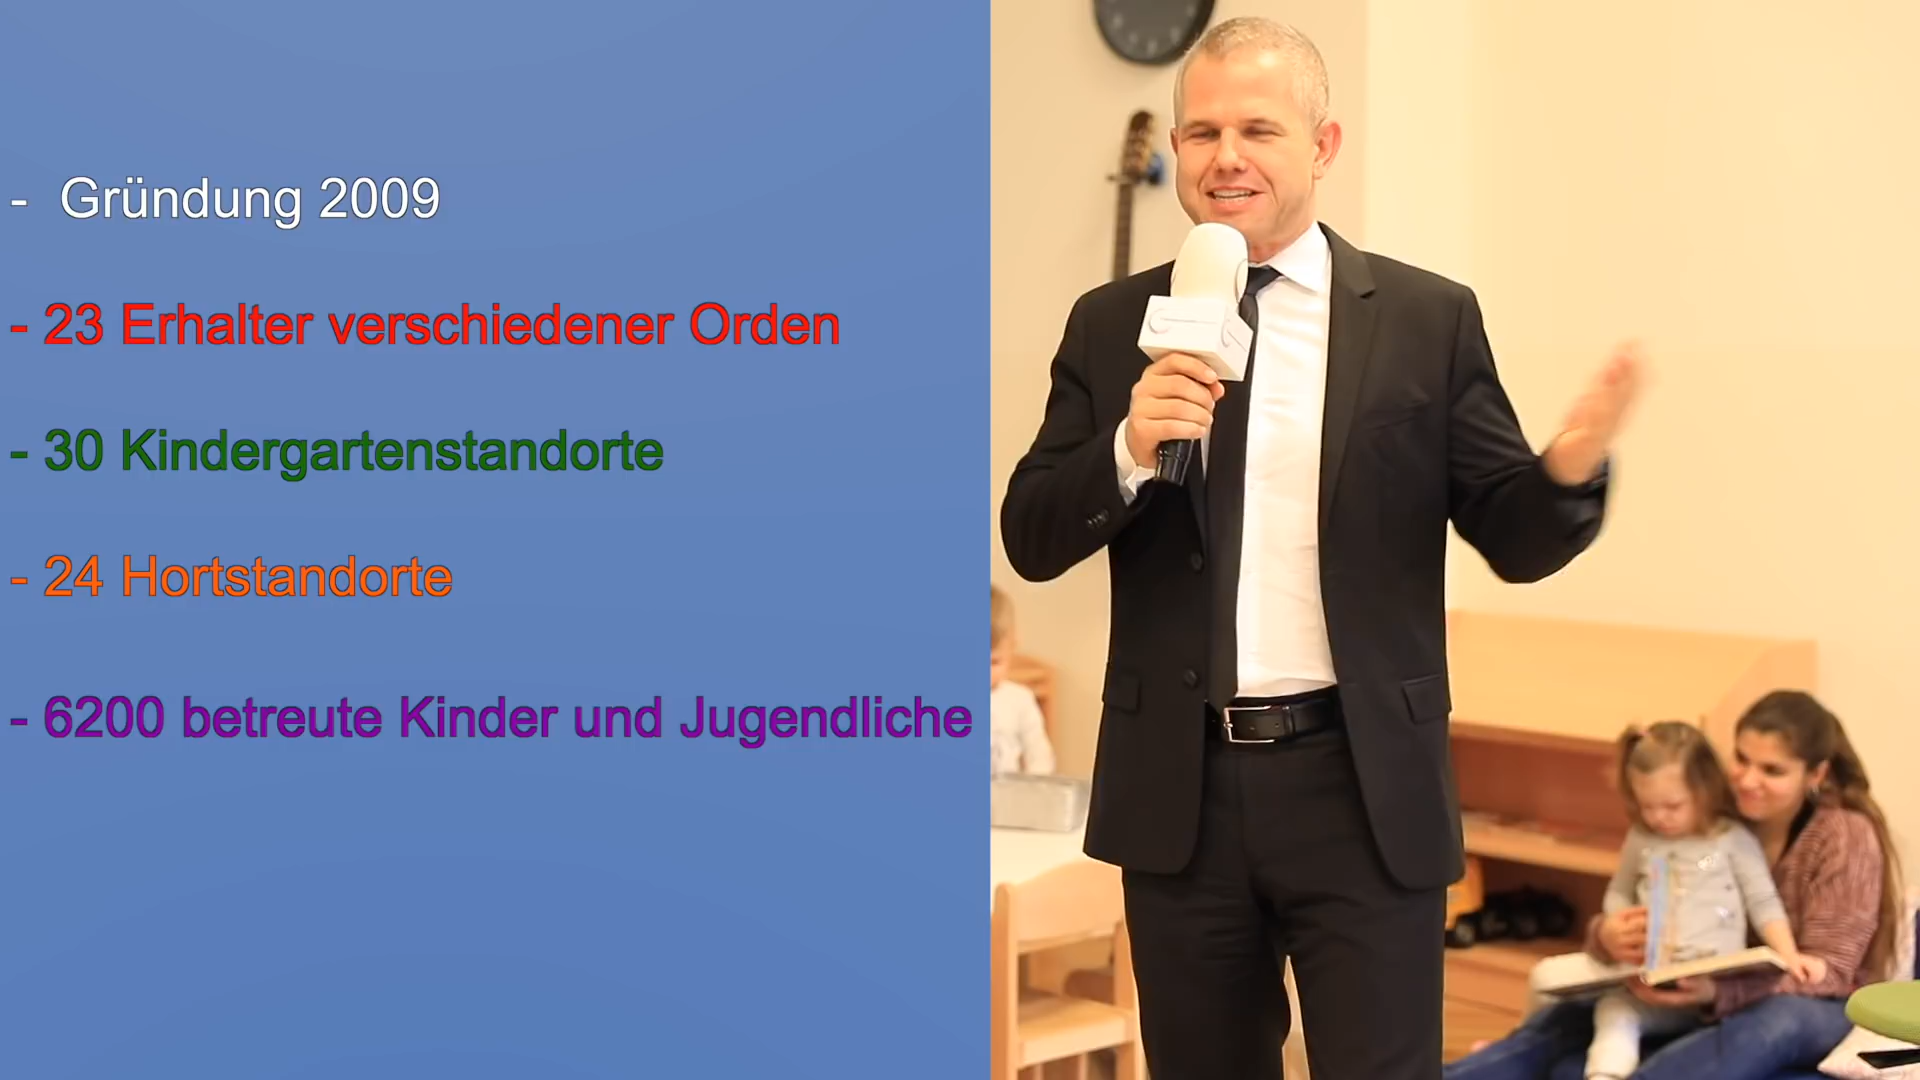 - Gründung 2009
- 23 Erhalter verschiedener Orden
- 30 Kindergartenstandorte
- 24 Hortstandorte
- 6200 betreute Kinder und Jugendliche